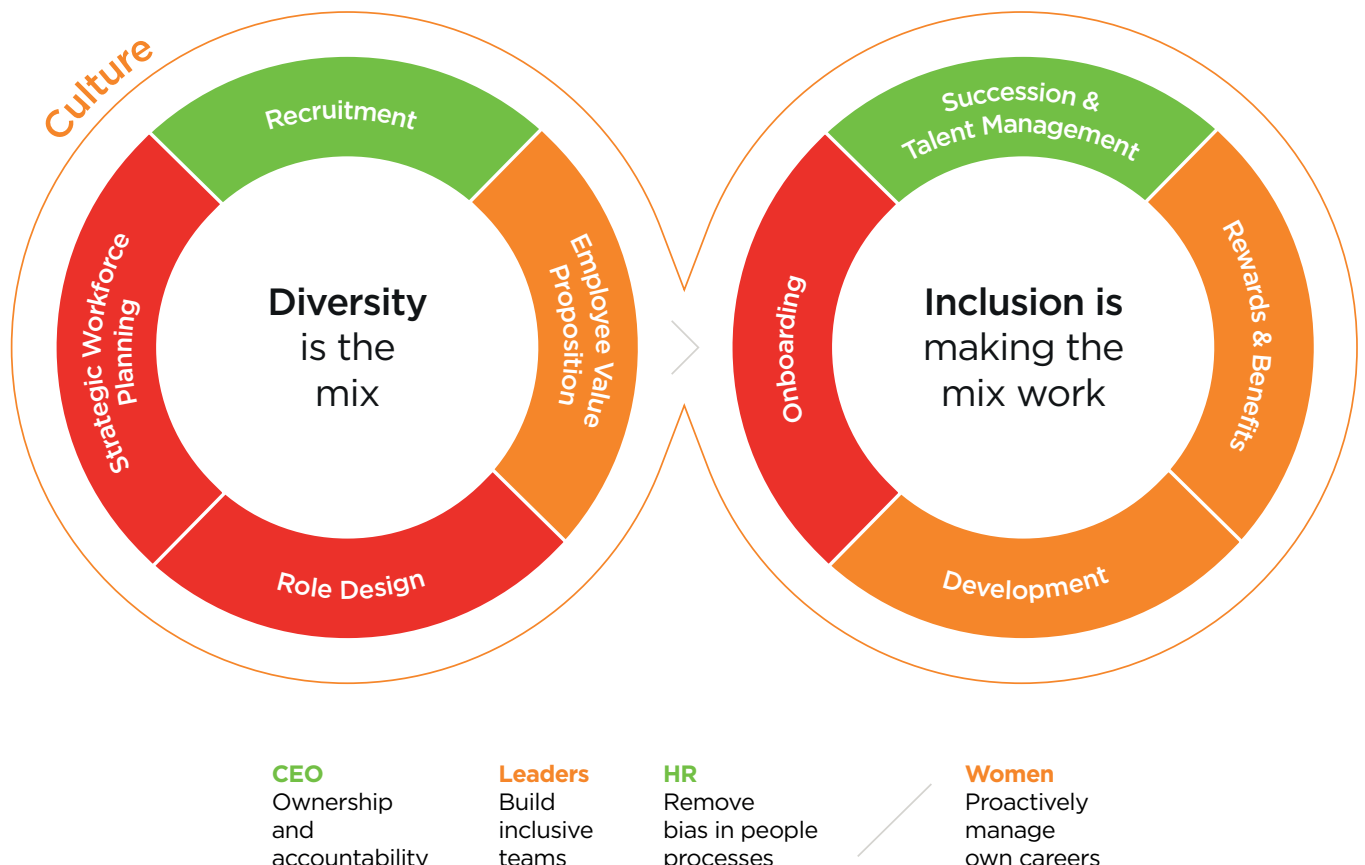 Culture
Recruitment
Strategic Workforce
Planning
Employee Value
Proposition
Role Design
Diversity
is the
mix
Succession &
Talent Management
Onboarding
Rewards & Benefits
Development
Inclusion is
making the
mix work
CEO
Ownership
and
accountability
Leaders
Build
inclusive
teams
HR
Remove
bias in people
processes
Women
Proactively
manage
own careers